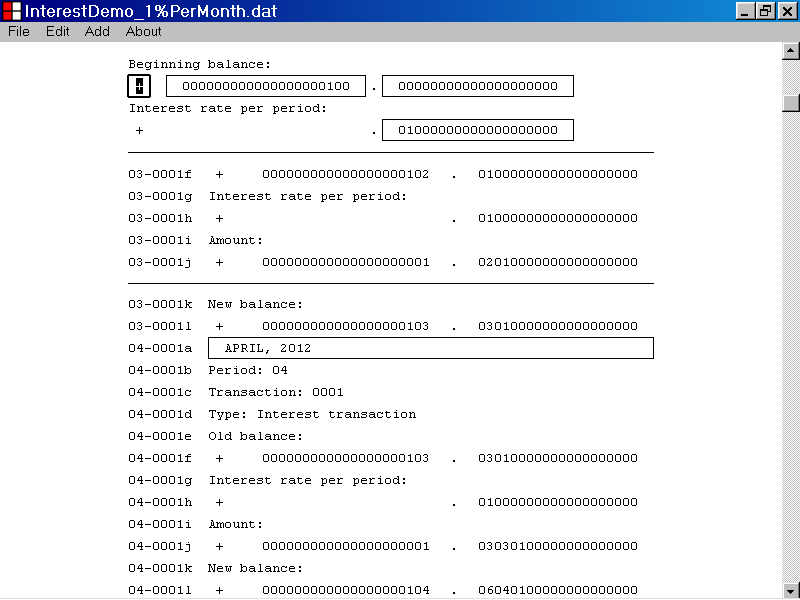 InterestDemo_1%PerMonth.dat
File Edit Add About
Beginning balance:
+ 000000000000000000100 . 00000000000000000000
Interest rate per period:
+ . 01000000000000000000
03-0001f + 000000000000000000102 . 01000000000000000000
03-0001g Interest rate per period:
03-0001h + . 01000000000000000000
03-0001i Amount:
03-0001j + 000000000000000000001 . 02010000000000000000
03-0001k New balance:
03-0001l + 000000000000000000103 . 03010000000000000000
04-0001a APRIL, 2012
04-0001b Period: 04
04-0001c Transaction: 0001
04-0001d Type: Interest transaction
04-0001e Old balance:
04-0001f + 000000000000000000103 . 03010000000000000000
04-0001g Interest rate per period:
04-0001h + . 01000000000000000000
04-0001i Amount:
04-0001j + 000000000000000000001 . 03030100000000000000
04-0001k New balance:
04-0001l + 000000000000000000104 . 06040100000000000000